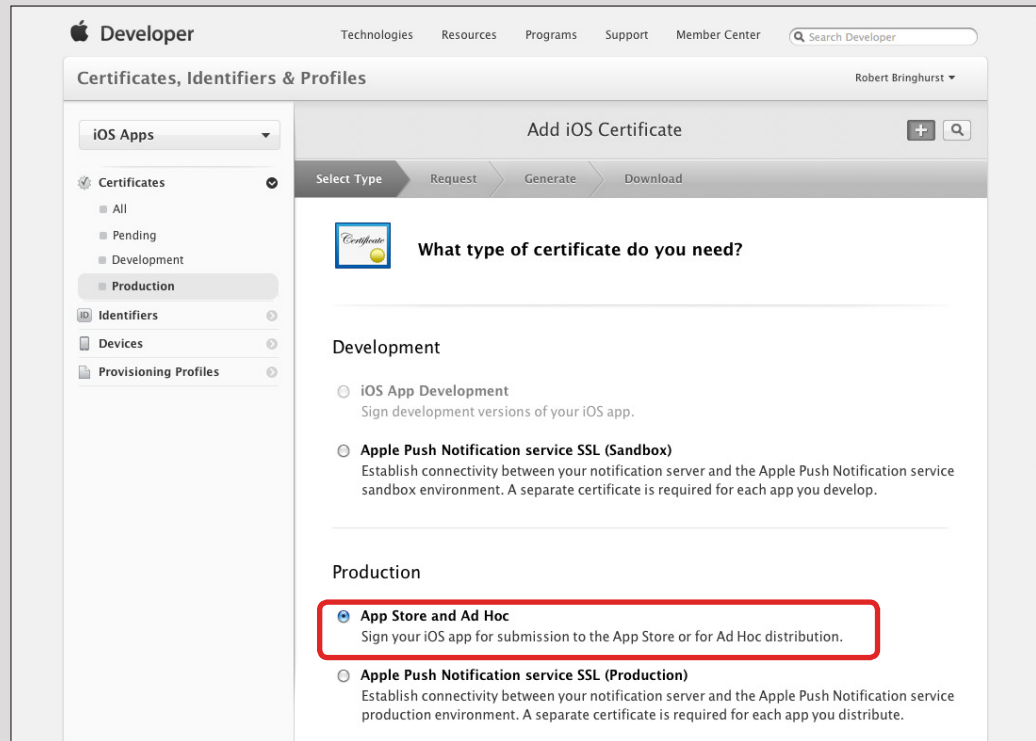 Developer
Technologies Resources Programs Support Member Center Search Developer
Certificates, Identifiers & Profiles
Robert Bringhurst
iOS Apps
Add iOS Certificate
Certificates
All
Pending
Development
Production
ID Identifiers
Devices
Provisioning Profiles
Select Type Request Generate Download
Certificate
What type of certificate do you need?
Development
iOS App Development
Sign development versions of your iOS app.
Apple Push Notification service SSL (Sandbox)
Establish connectivity between your notification server and the Apple Push Notification service
sandbox environment. A separate certificate is required for each app you develop.
Production
App Store and Ad Hoc
Sign your iOS app for submission to the App Store or for Ad Hoc distribution.
Apple Push Notification service SSL (Production)
Establish connectivity between your notification server and the Apple Push Notification service
production environment. A separate certificate is required for each app you distribute.